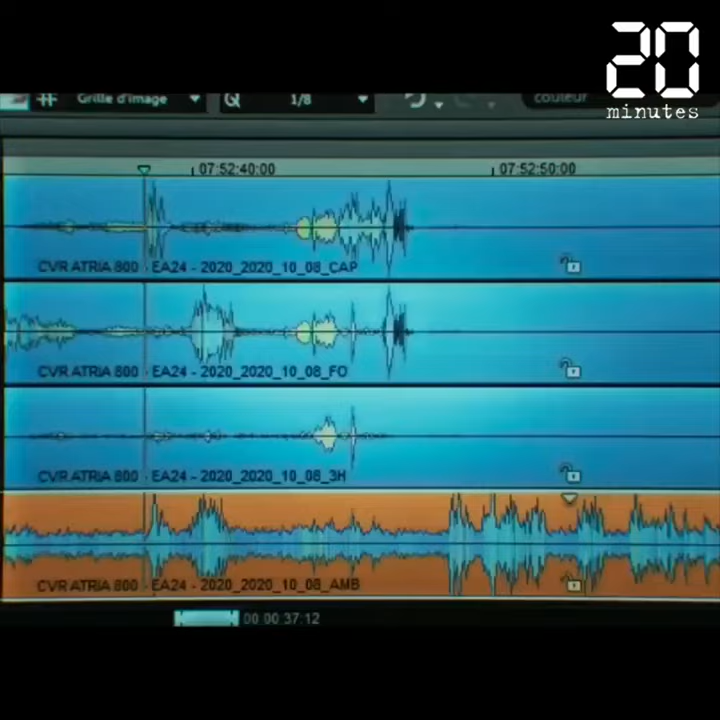 20
minutes
Grille d'image
1/8
couleur
07:52:40:00
07:52:50:00
CVR ATRIA 800 - EA24 - 2020_2020_10_08_CAP
CVR ATRIA 800 - EA24 - 2020_2020_10_08_FO
CVR ATRIA 800 - EA24 - 2020_2020_10_08_3H
CVR ATRIA 800 - EA24 - 2020_2020_10_08_AMB
00:00:37:12